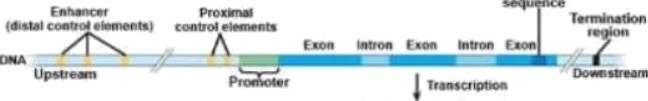 sequence
Enhancer
(distal control elements)
Proximal
control elements
Termination
region
Exon Intron Exon Intron Exon
DNA
Upstream
Promoter
Downstream
Transcription